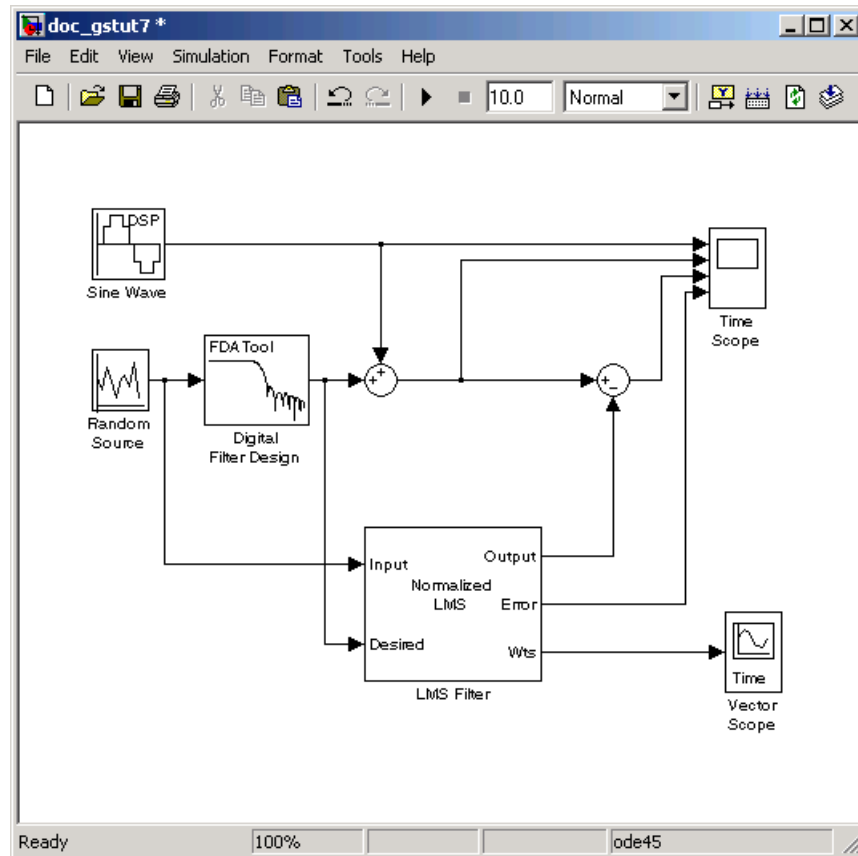 doc_gstut7 *
File Edit View Simulation Format Tools Help
10.0 Normal
DSP
Sine Wave
Time
Scope
FDATool
Random
Source
Digital
Filter Design
Input
Output
Normalized
LMS
Error
Desired
Wts
LMS Filter
Time
Vector
Scope
Ready 100% ode45